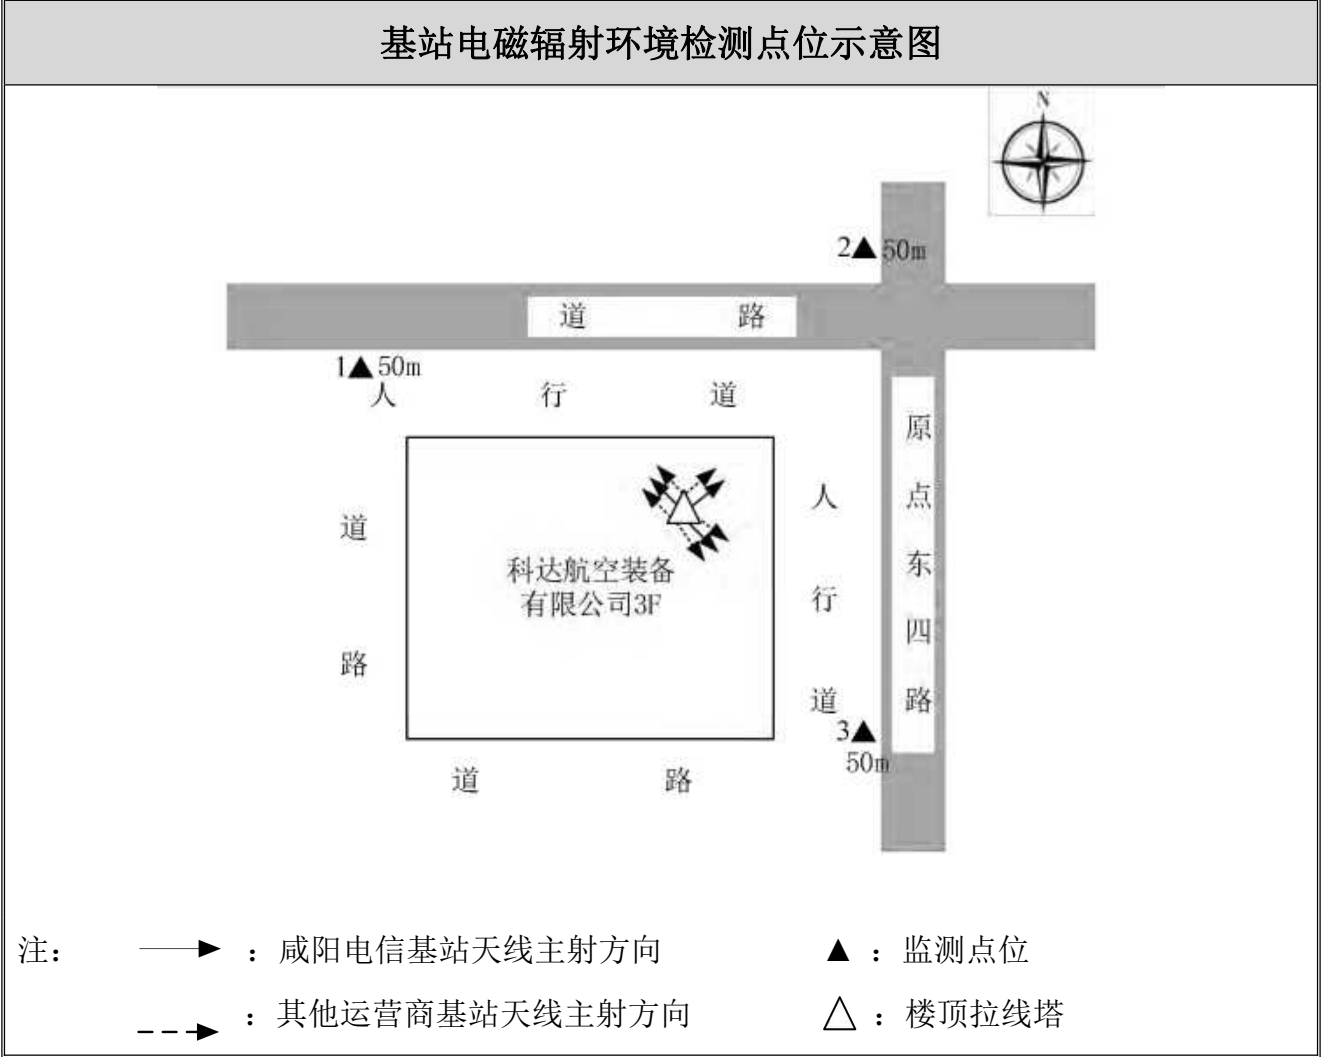 基站电磁辐射环境检测点位示意图
N
2▲50m
道 路
1▲50m
人 行 道
原点东四路
人行道
道路
科达航空装备
有限公司3F
3▲
50m
道 路
注： ：咸阳电信基站天线主射方向 ▲：监测点位
：其他运营商基站天线主射方向 △：楼顶拉线塔